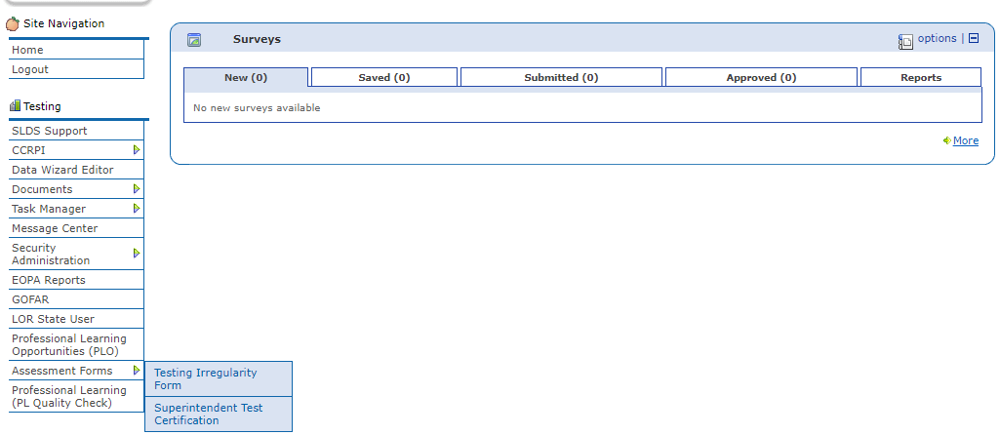 Site Navigation
Home
Logout
Testing
SLDS Support
CCRPI
Data Wizard Editor
Documents
Task Manager
Message Center
Security
Administration
EOPA Reports
GOFAR
LOR State User
Professional Learning
Opportunities (PLO)
Assessment Forms
Professional Learning
(PL Quality Check)
Testing Irregularity
Form
Superintendent Test
Certification
Surveys
options |
New (0) Saved (0) Submitted (0) Approved (0) Reports
No new surveys available
More